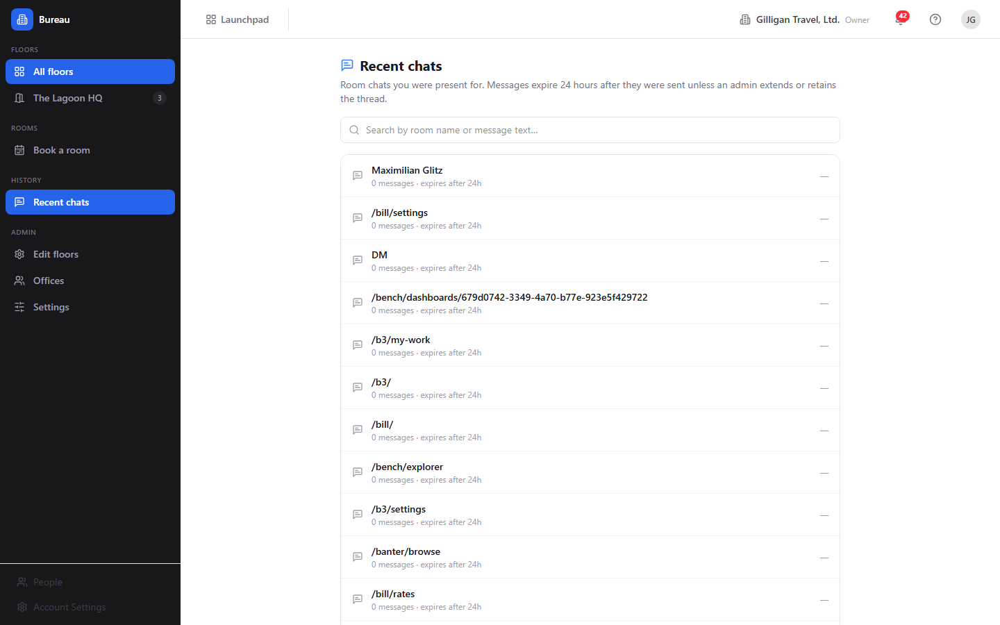 Bureau
FLOORS
All floors
The Lagoon HQ
3
ROOMS
Book a room
HISTORY
Recent chats
ADMIN
Edit floors
Offices
Settings
People
Account Settings
Launchpad
Gilligan Travel, Ltd. Owner
42
JG
Recent chats
Room chats you were present for. Messages expire 24 hours after they were sent unless an admin extends or retains
the thread.
Search by room name or message text...
Maximilian Glitz
0 messages · expires after 24h
—
/bill/settings
0 messages · expires after 24h
—
DM
0 messages · expires after 24h
—
/bench/dashboards/679d0742-3349-4a70-b77e-923e5f429722
0 messages · expires after 24h
—
/b3/my-work
0 messages · expires after 24h
—
/b3/
0 messages · expires after 24h
—
/bill/
0 messages · expires after 24h
—
/bench/explorer
0 messages · expires after 24h
—
/b3/settings
0 messages · expires after 24h
—
/banter/browse
0 messages · expires after 24h
—
/bill/rates
0 messages · expires after 24h
—